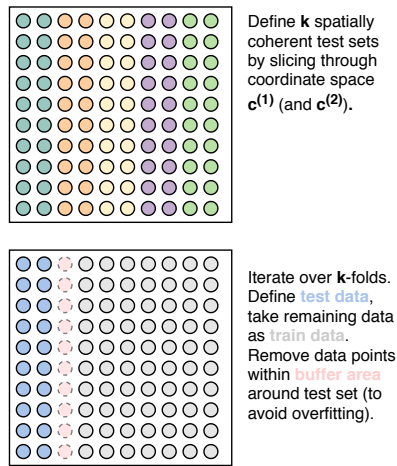 Define k spatially
coherent test sets
by slicing through
coordinate space
c(1) (and c(2)).
Iterate over k-folds.
Define test data,
take remaining data
as train data.
Remove data points
within buffer area
around test set (to
avoid overfitting).